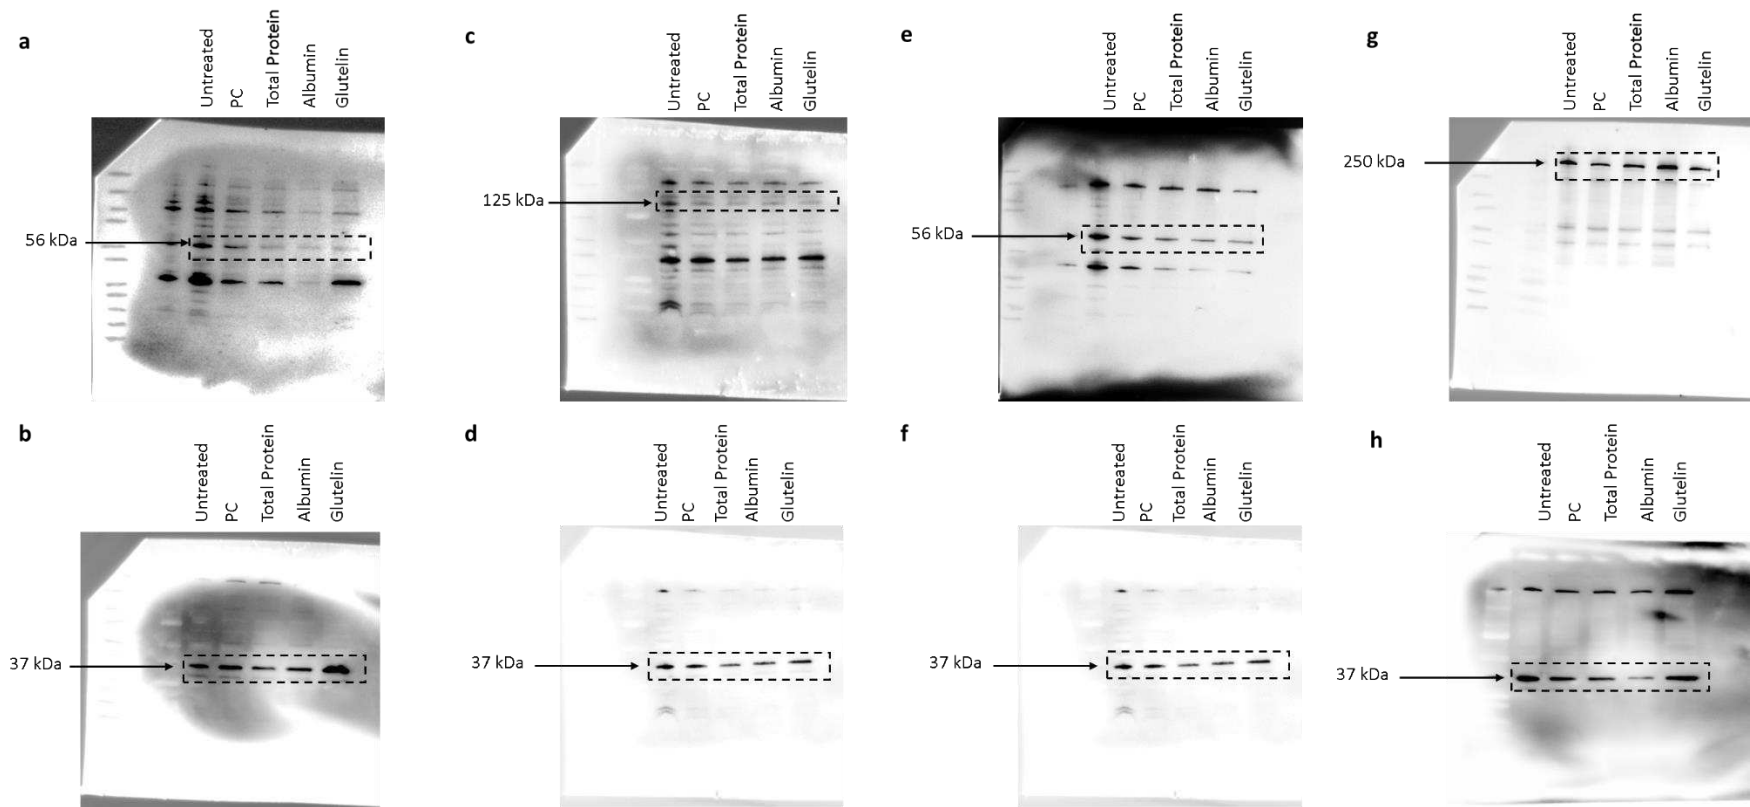 a
Untreated
PC
Total Protein
Albumin
Glutelin
56 kDa
c
Untreated
PC
Total Protein
Albumin
Glutelin
125 kDa
e
Untreated
PC
Total Protein
Albumin
Glutelin
56 kDa
g
Untreated
PC
Total Protein
Albumin
Glutelin
250 kDa
b
Untreated
PC
Total Protein
Albumin
Glutelin
37 kDa
d
Untreated
PC
Total Protein
Albumin
Glutelin
37 kDa
f
Untreated
PC
Total Protein
Albumin
Glutelin
37 kDa
h
Untreated
PC
Total Protein
Albumin
Glutelin
37 kDa